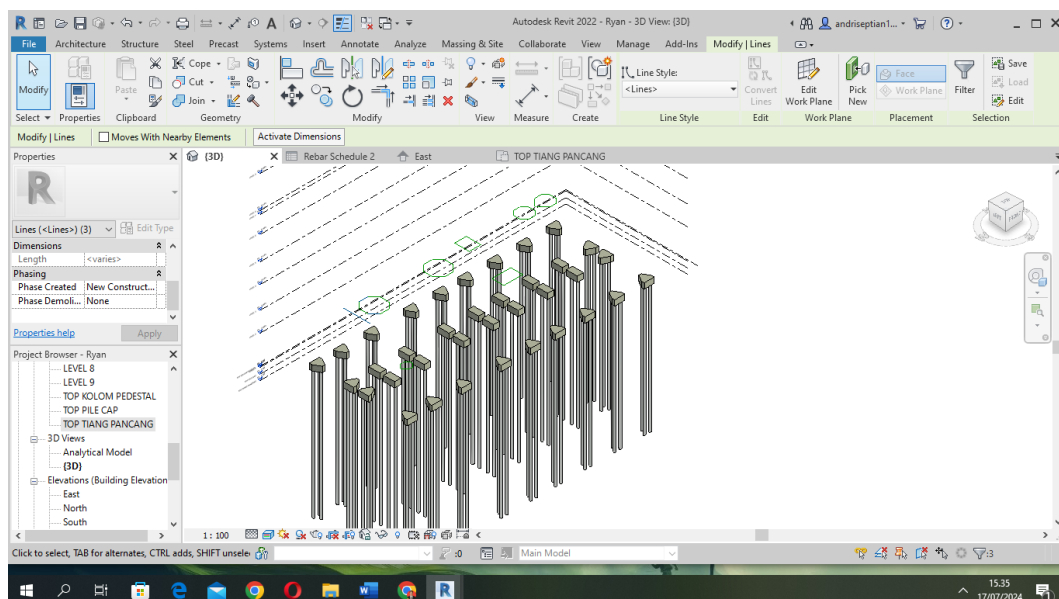 Autodesk Revit 2022 - Ryan - 3D View: {3D}
andriseptian1...
File Architecture Structure Steel Precast Systems Insert Annotate Analyze Massing & Site Collaborate View Manage Add-Ins Modify | Lines
Modify
Paste
Cope
Cut
Join
Line Style:
<Lines>
Convert Lines
Edit Work Plane
Pick New
Face
Work Plane
Filter
Save
Load
Edit
Select Properties Clipboard Geometry Modify View Measure Create Line Style Edit Work Plane Placement Selection
Modify | Lines Moves With Nearby Elements Activate Dimensions
Properties
{3D} Rebar Schedule 2 East TOP TIANG PANCANG
Lines (<Lines>) (3) Edit Type
Dimensions
Length <varies>
Phasing
Phase Created New Construct...
Phase Demoli... None
Properties help Apply
Project Browser - Ryan
LEVEL 8
LEVEL 9
TOP KOLOM PEDESTAL
TOP PILE CAP
TOP TIANG PANCANG
3D Views
Analytical Model
{3D}
Elevations (Building Elevation
East
North
South
1 : 100
Click to select, TAB for alternates, CTRL adds, SHIFT unsele
:0 Main Model :3
15.35
17/07/2024